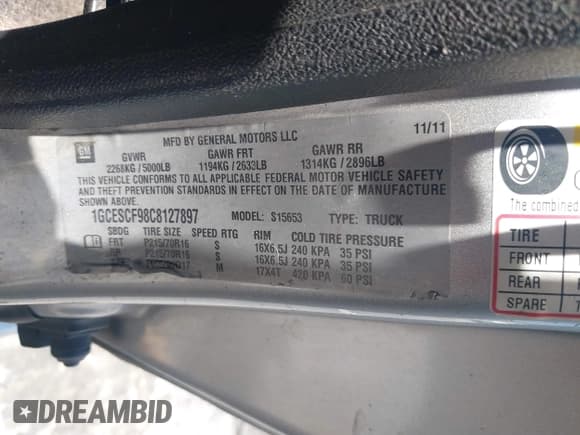 GM
MFD BY GENERAL MOTORS LLC 11/11
GVWR GAWR FRT GAWR RR
2268KG/5000LB 1194KG/2633LB 1314KG/2896LB
THIS VEHICLE CONFORMS TO ALL APPLICABLE FEDERAL MOTOR VEHICLE SAFETY
AND THEFT PREVENTION STANDARDS IN EFFECT ON THE DATE OF MANUFACTURE
SHOWN ABOVE.
1GCESCF98C8127897 MODEL: S15653 TYPE: TRUCK
SBDG TIRE SIZE SPEED RTG RIM COLD TIRE PRESSURE
FRT P215/70R16 S 16X6.5J 240 KPA 35 PSI
P215/70R16 S 16X6.5J 240 KPA 35 PSI
M 17X4T 420 KPA 60 PSI
TIRE
FRONT
REAR
SPARE
DREAMBID